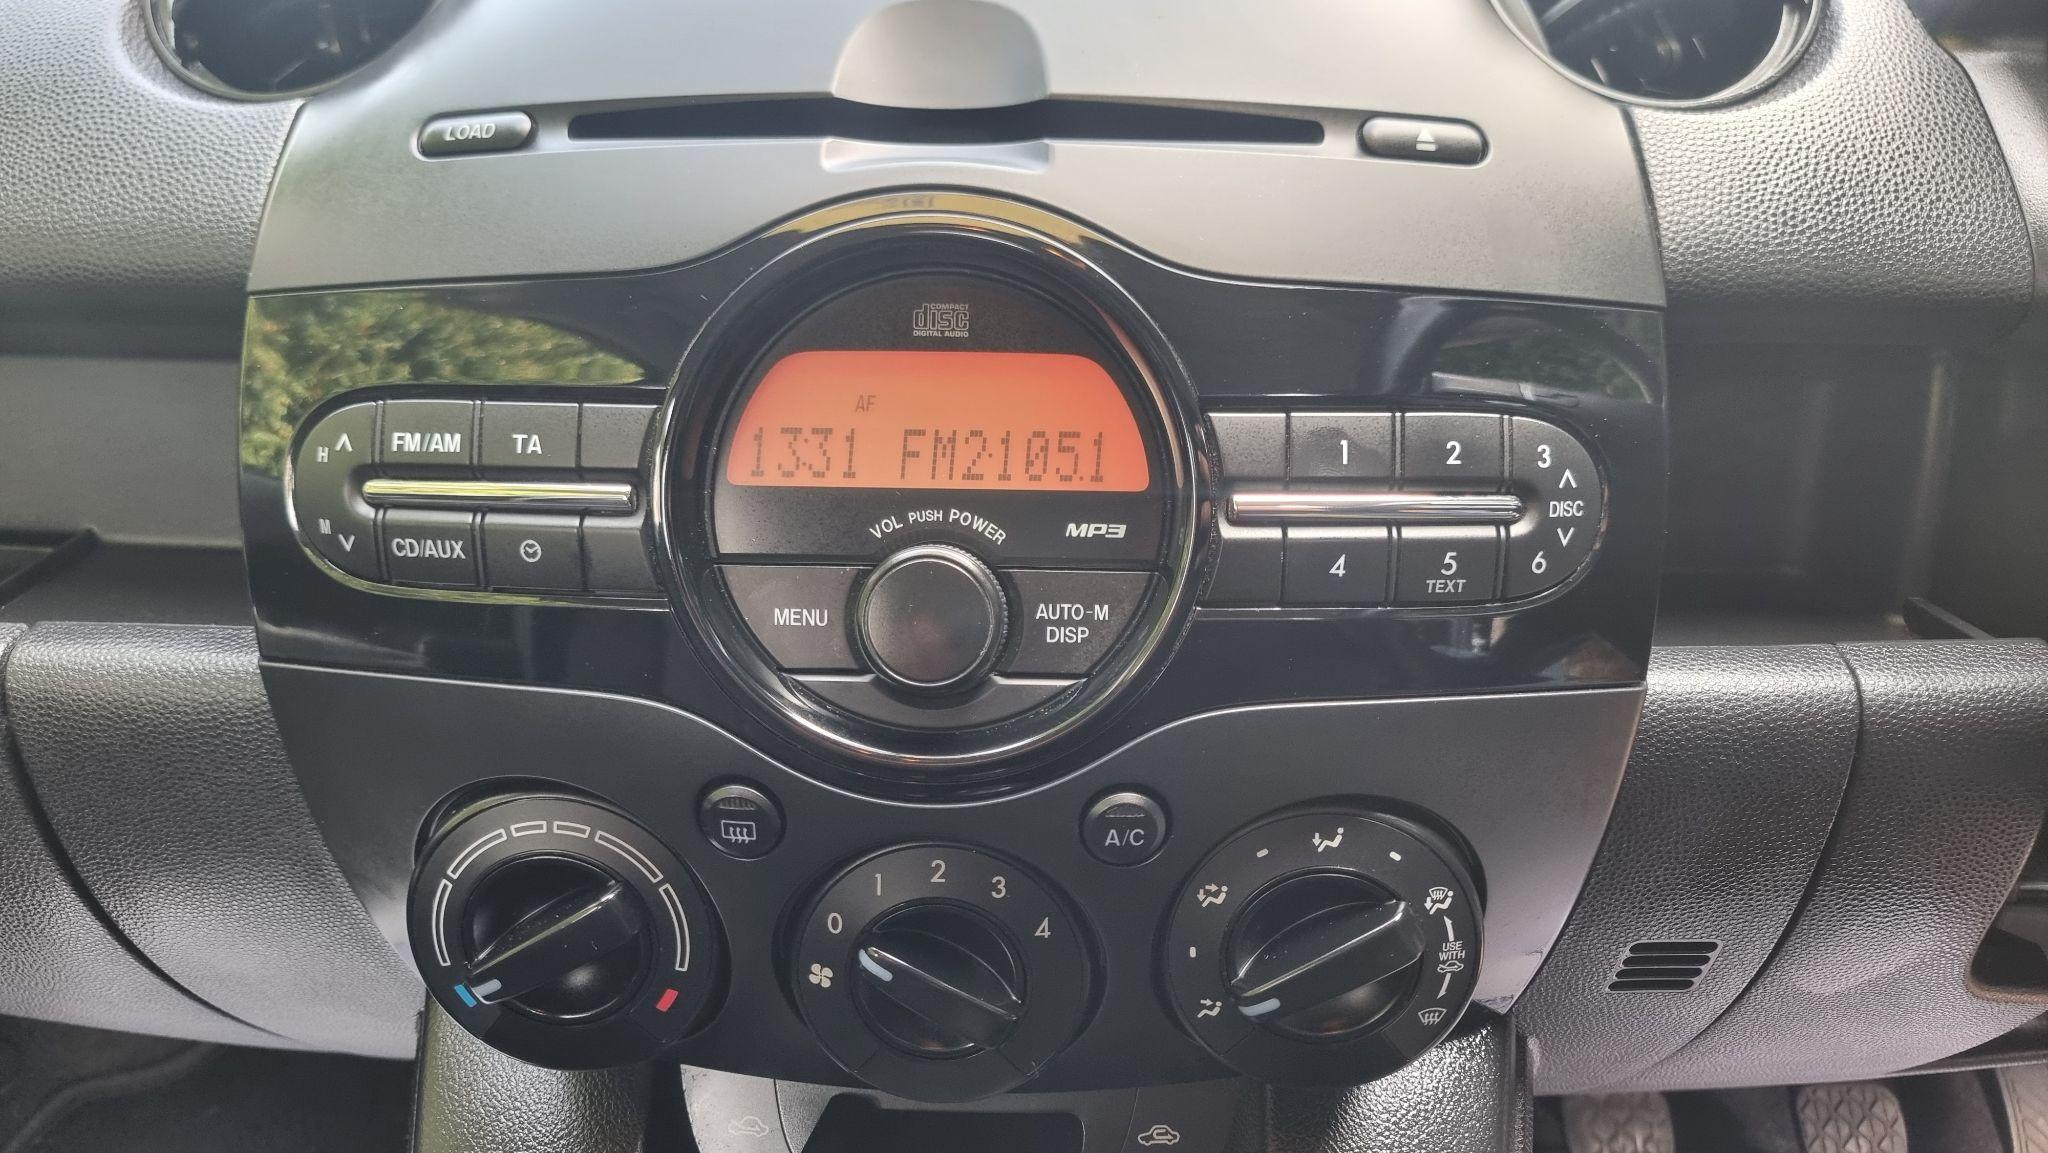 LOAD
COMPACT
disc
DIGITAL AUDIO
AF
13:31 FM2:105.1
H
FM/AM
TA
M
CD/AUX
1
2
3
DISC
4
5
TEXT
6
VOL PUSH POWER
MP3
MENU
AUTO-M
DISP
A/C
0
1
2
3
4
USE
WITH